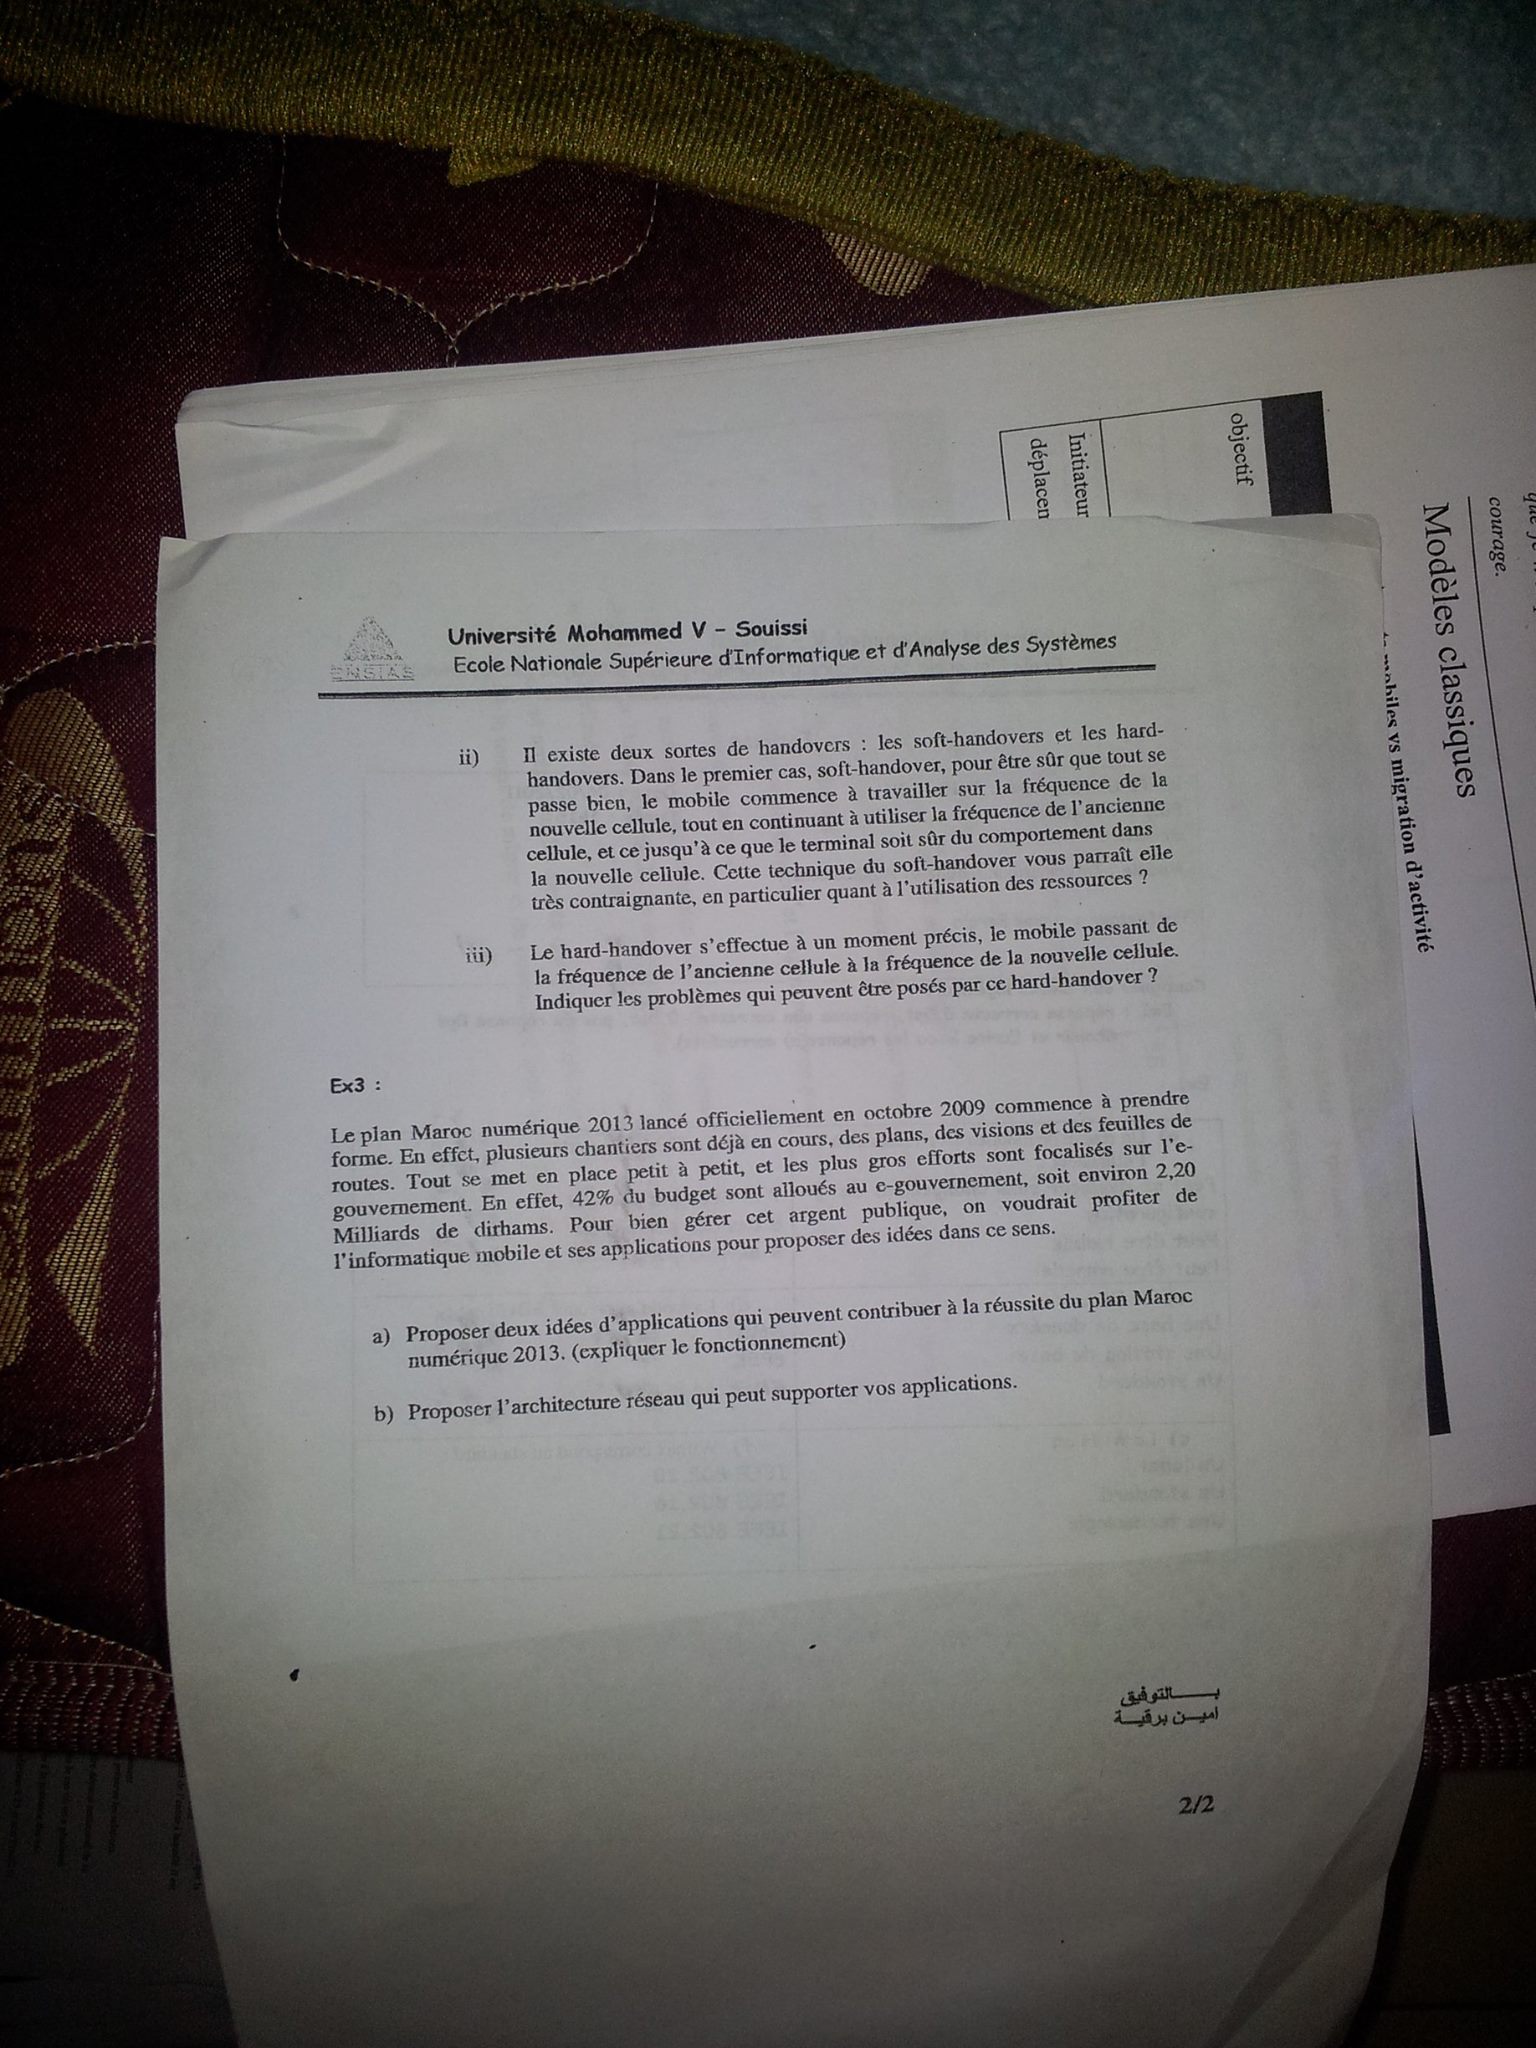 objectif
Initiateur
déplacen
courage.
Modèles classiques
mobiles vs migration d'activité
ENSIAS
Université Mohammed V – Souissi
Ecole Nationale Supérieure d'Informatique et d'Analyse des Systèmes
ii) Il existe deux sortes de handovers : les soft-handovers et les hard-
handovers. Dans le premier cas, soft-handover, pour être sûr que tout se
passe bien, le mobile commence à travailler sur la fréquence de la
nouvelle cellule, tout en continuant à utiliser la fréquence de l'ancienne
cellule, et ce jusqu'à ce que le terminal soit sûr du comportement dans
la nouvelle cellule. Cette technique du soft-handover vous parraît elle
très contraignante, en particulier quant à l'utilisation des ressources ?
iii) Le hard-handover s'effectue à un moment précis, le mobile passant de
la fréquence de l'ancienne cellule à la fréquence de la nouvelle cellule.
Indiquer les problèmes qui peuvent être posés par ce hard-handover ?
Ex3 :
Le plan Maroc numérique 2013 lancé officiellement en octobre 2009 commence à prendre
forme. En effet, plusieurs chantiers sont déjà en cours, des plans, des visions et des feuilles de
routes. Tout se met en place petit à petit, et les plus gros efforts sont focalisés sur l'e-
gouvernement. En effet, 42% du budget sont alloués au e-gouvernement, soit environ 2,20
Milliards de dirhams. Pour bien gérer cet argent publique, on voudrait profiter de
l'informatique mobile et ses applications pour proposer des idées dans ce sens.
a) Proposer deux idées d'applications qui peuvent contribuer à la réussite du plan Maroc
numérique 2013. (expliquer le fonctionnement)
b) Proposer l'architecture réseau qui peut supporter vos applications.
بـــــالتوفيق
اميـــن برقيـــة
2/2